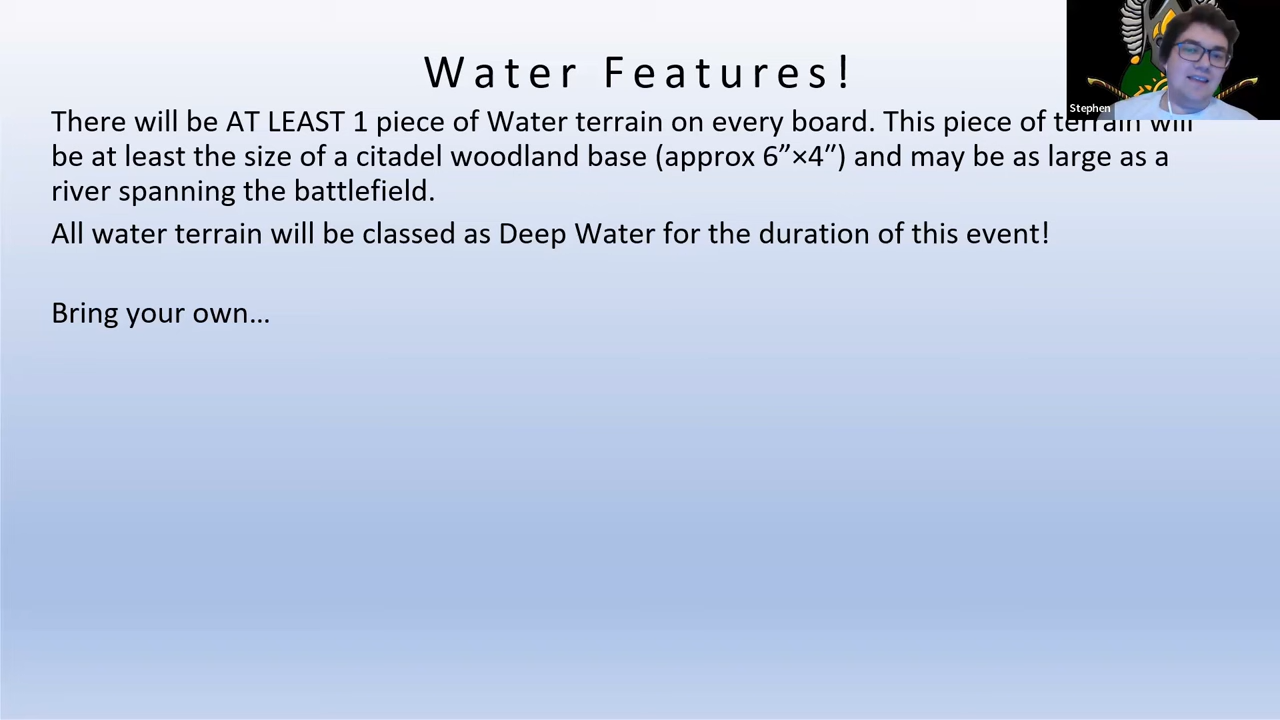 Water Features!
Stephen
There will be AT LEAST 1 piece of Water terrain on every board. This piece of terrain will
be at least the size of a citadel woodland base (approx 6”×4”) and may be as large as a
river spanning the battlefield.
All water terrain will be classed as Deep Water for the duration of this event!
Bring your own…